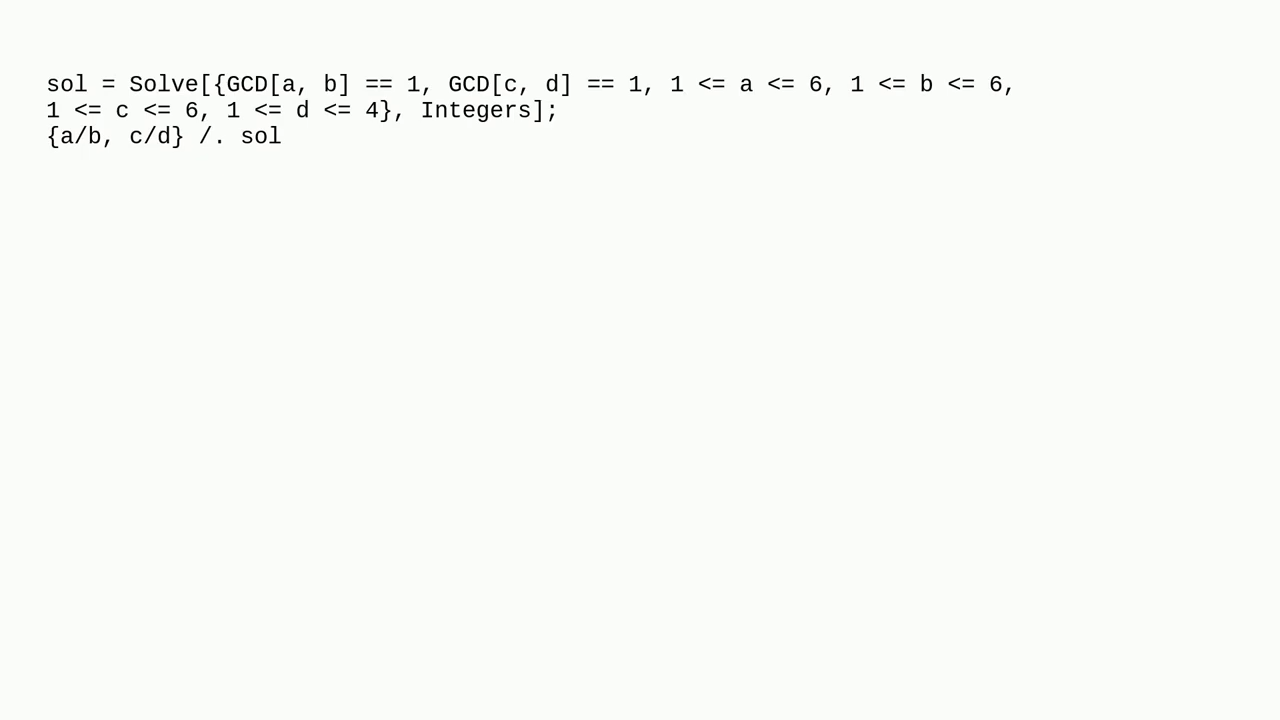 sol = Solve[{GCD[a, b] == 1, GCD[c, d] == 1, 1 <= a <= 6, 1 <= b <= 6,
1 <= c <= 6, 1 <= d <= 4}, Integers];
{a/b, c/d} /. sol